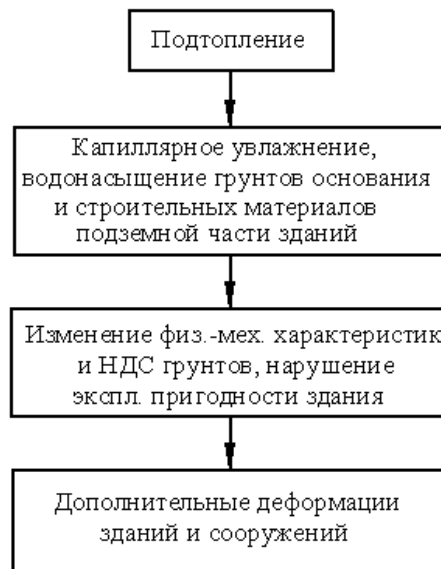 Подтопление
Капиллярное увлажнение,
водонасыщение грунтов основания
и строительных материалов
подземной части зданий
Изменение физ.-мех. характеристик
и НДС грунтов, нарушение
экспл. пригодности здания
Дополнительные деформации
зданий и сооружений